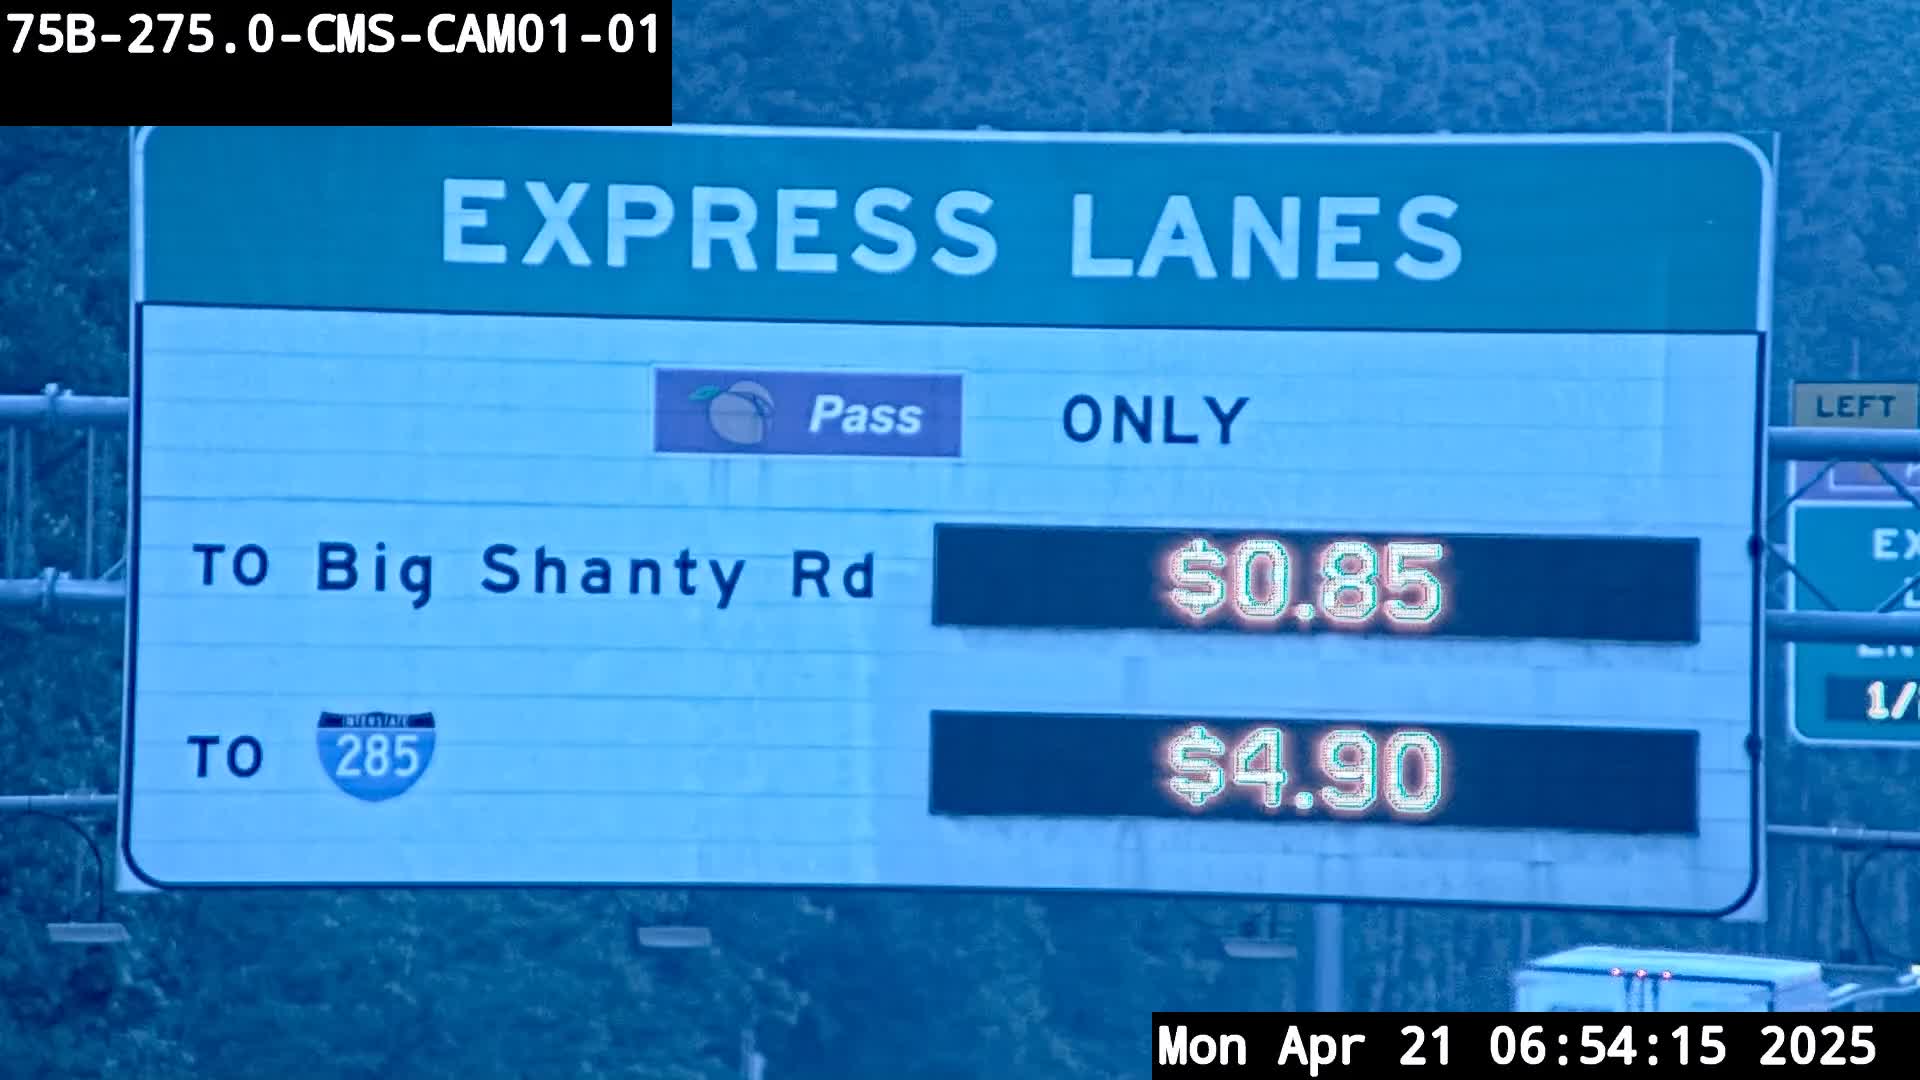 75B-275.0-CMS-CAM01-01
EXPRESS LANES
Pass ONLY
TO Big Shanty Rd $0.85
TO INTERSTATE 285 $4.90
LEFT
1/
Mon Apr 21 06:54:15 2025